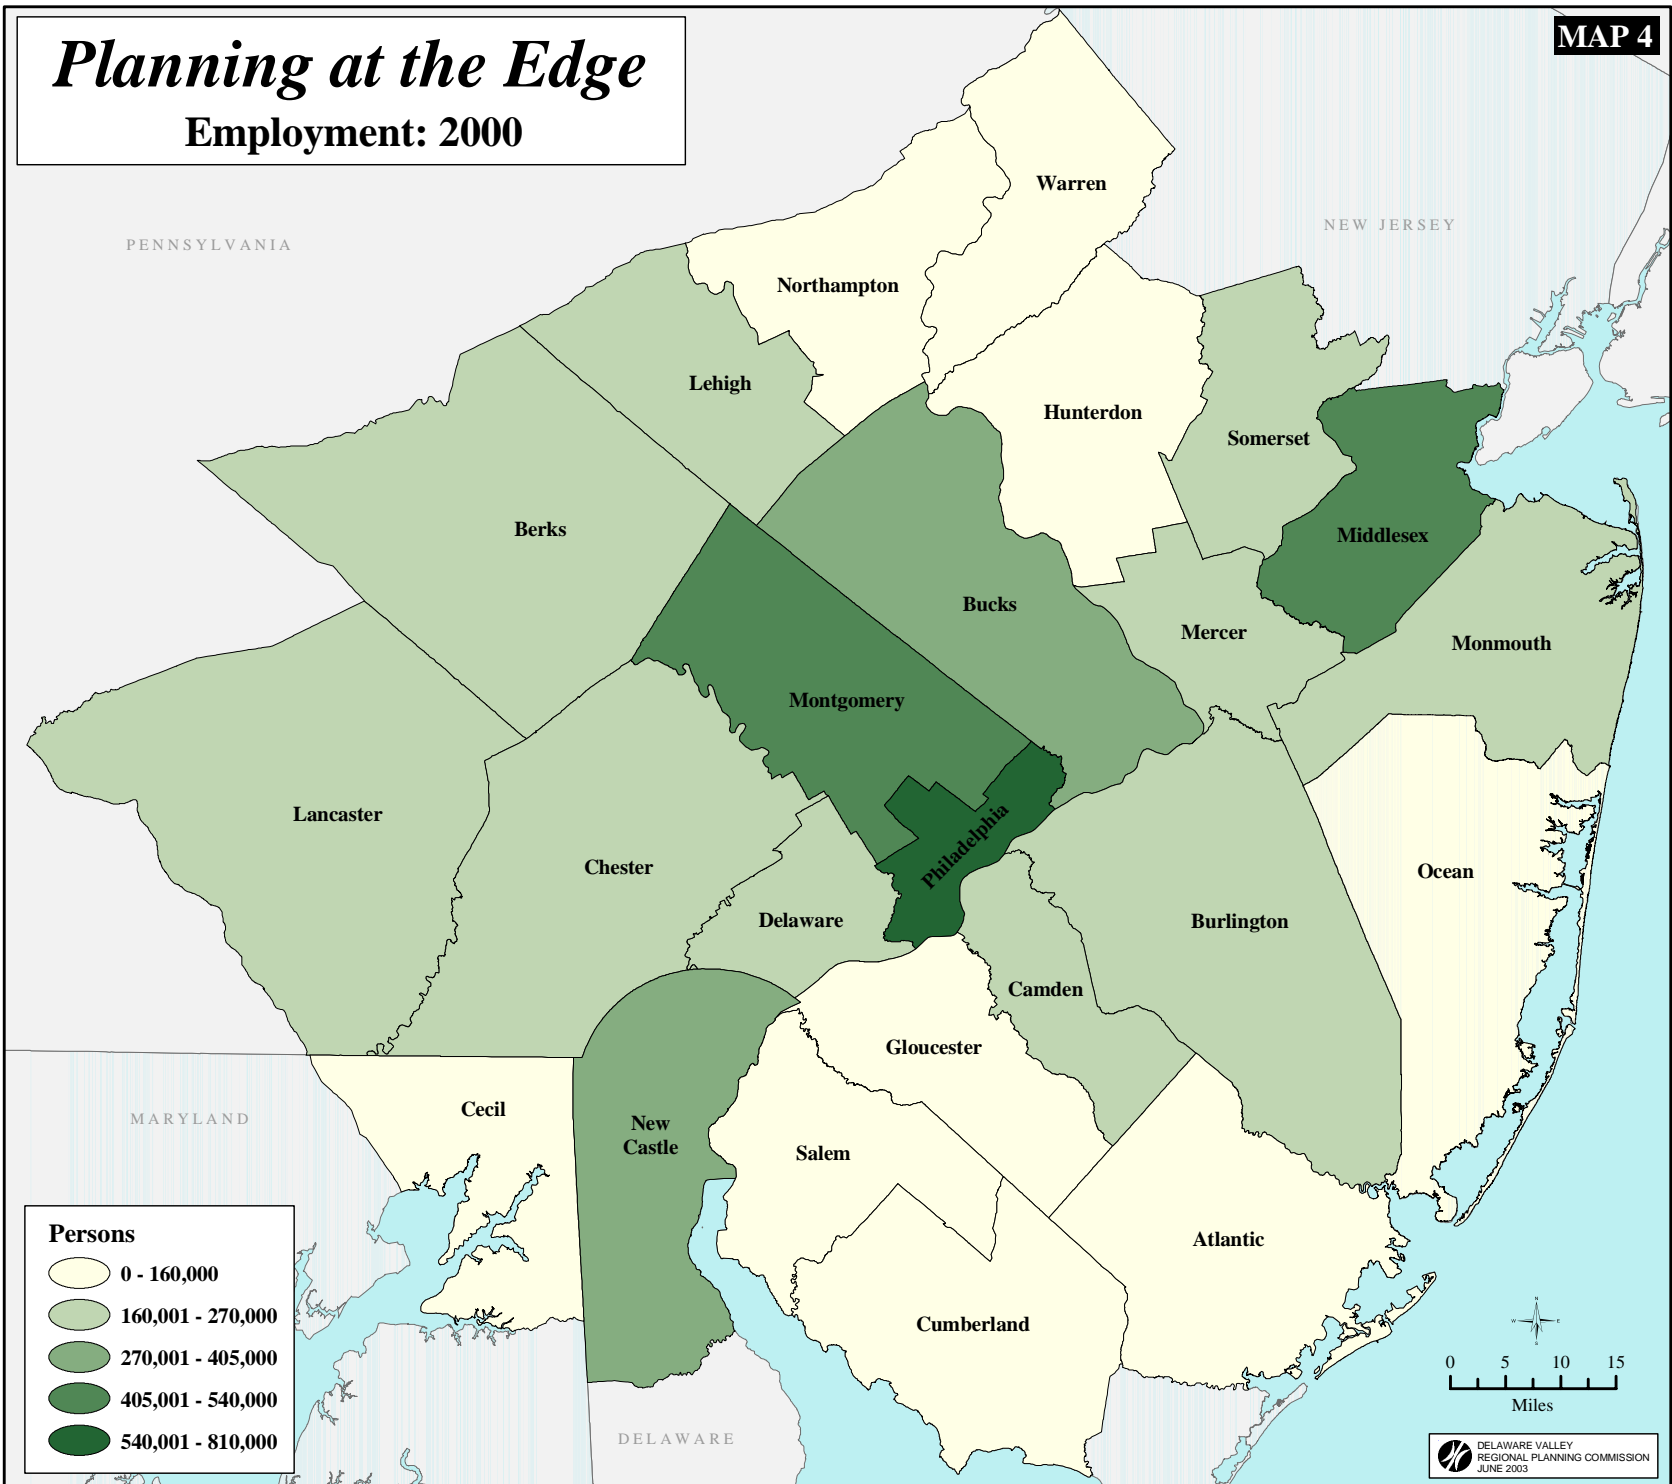 Planning at the Edge
Employment: 2000
MAP 4
PENNSYLVANIA
NEW JERSEY
Warren
Northampton
Lehigh
Hunterdon
Somerset
Berks
Middlesex
Bucks
Mercer
Monmouth
Montgomery
Lancaster
Chester
Philadelphia
Ocean
Delaware
Burlington
Camden
Gloucester
Cecil
MARYLAND
New
Castle
Salem
Atlantic
Cumberland
DELAWARE
Persons
0 - 160,000
160,001 - 270,000
270,001 - 405,000
405,001 - 540,000
540,001 - 810,000
N
W E
S
0 5 10 15
Miles
DELAWARE VALLEY
REGIONAL PLANNING COMMISSION
JUNE 2003